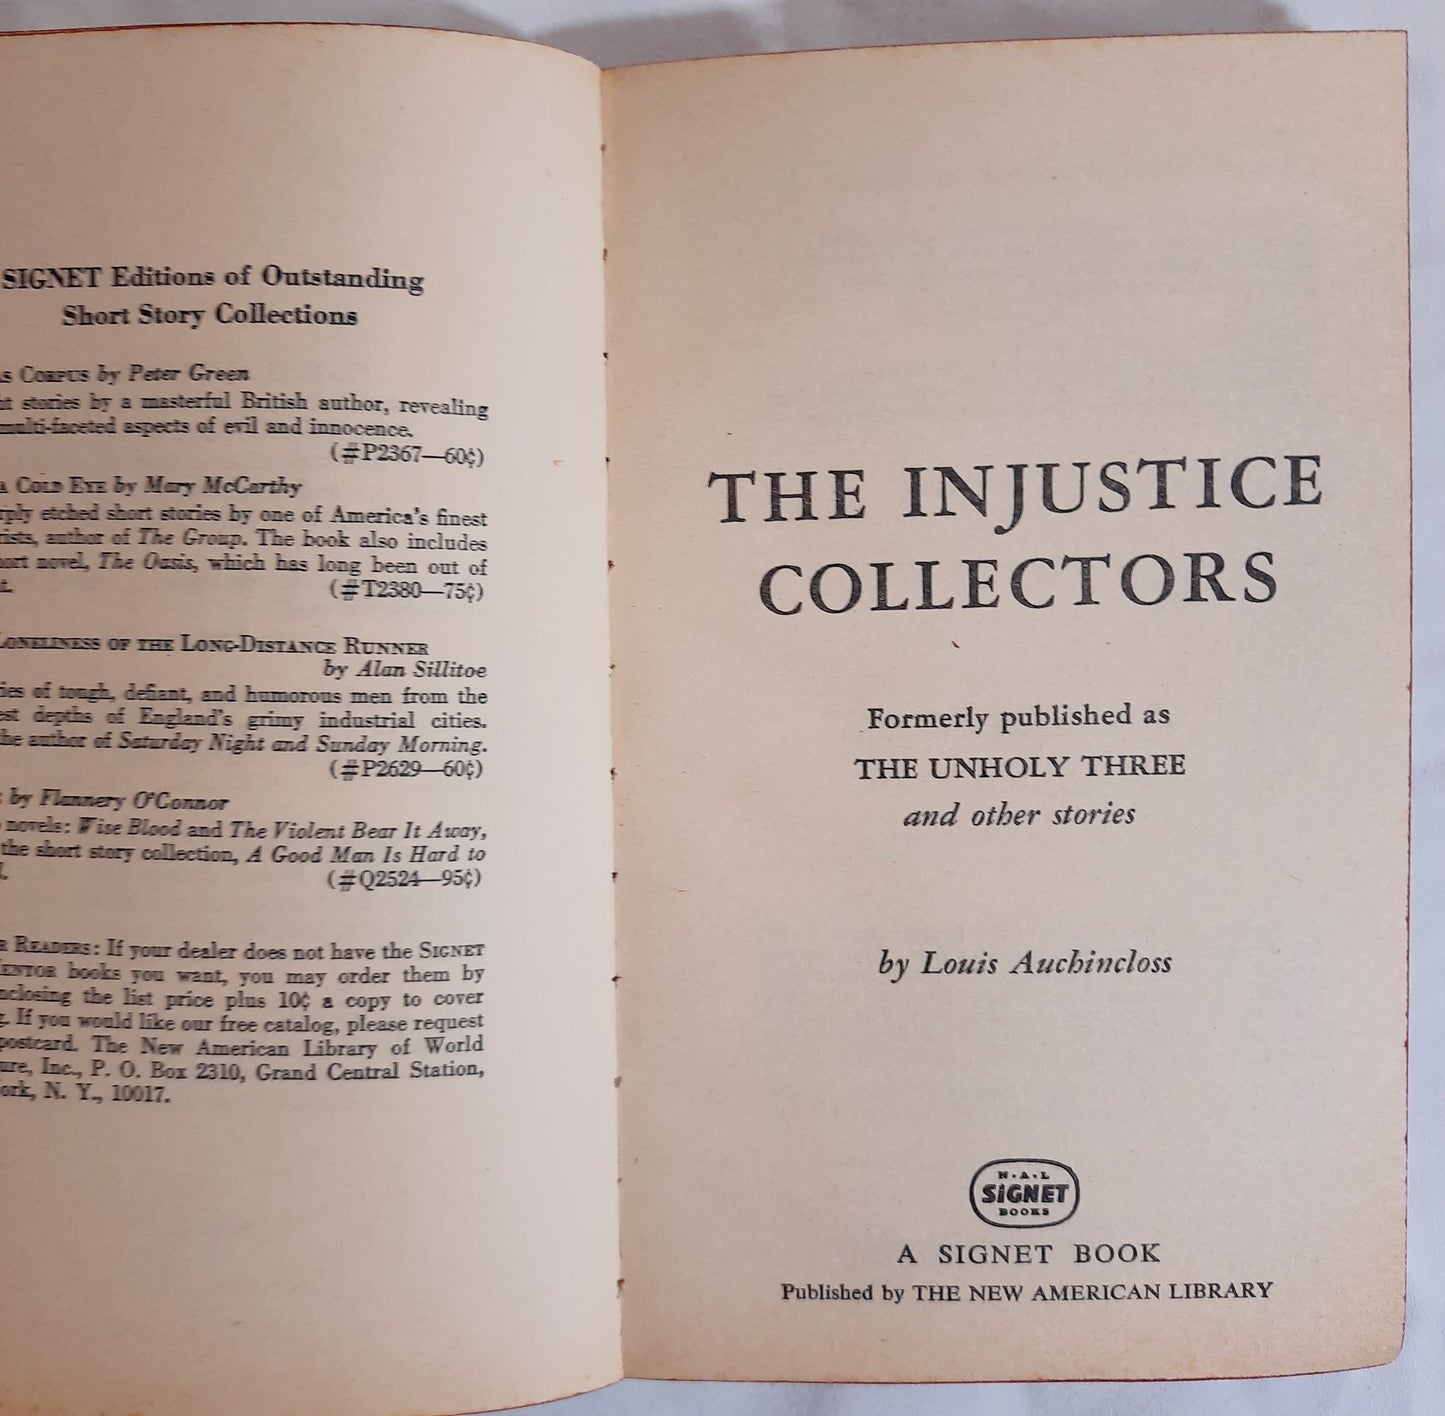 SIGNET Editions of Outstanding
Short Story Collections
CORPUS by Peter Green
stories by a masterful British author, revealing
multi-faceted aspects of evil and innocence.
(#P2367—60¢)
COLD EYE by Mary McCarthy
etched short stories by one of America's finest
author of The Group. The book also includes
novel, The Oasis, which has long been out of
(#T2380—75¢)
LONELINESS OF THE LONG-DISTANCE RUNNER
by Alan Sillitoe
of tough, defiant, and humorous men from the
depths of England's grimy industrial cities.
the author of Saturday Night and Sunday Morning.
(#P2629—60¢)
by Flannery O'Connor
novels: Wise Blood and The Violent Bear It Away,
the short story collection, A Good Man Is Hard to
(#Q2524—95¢)
READERS: If your dealer does not have the SIGNET
MENTOR books you want, you may order them by
enclosing the list price plus 10¢ a copy to cover
If you would like our free catalog, please request
postcard. The New American Library of World
Inc., P. O. Box 2310, Grand Central Station,
N. Y., 10017.
THE INJUSTICE
COLLECTORS
Formerly published as
THE UNHOLY THREE
and other stories
by Louis Auchincloss
N·A·L
SIGNET
BOOKS
A SIGNET BOOK
Published by THE NEW AMERICAN LIBRARY